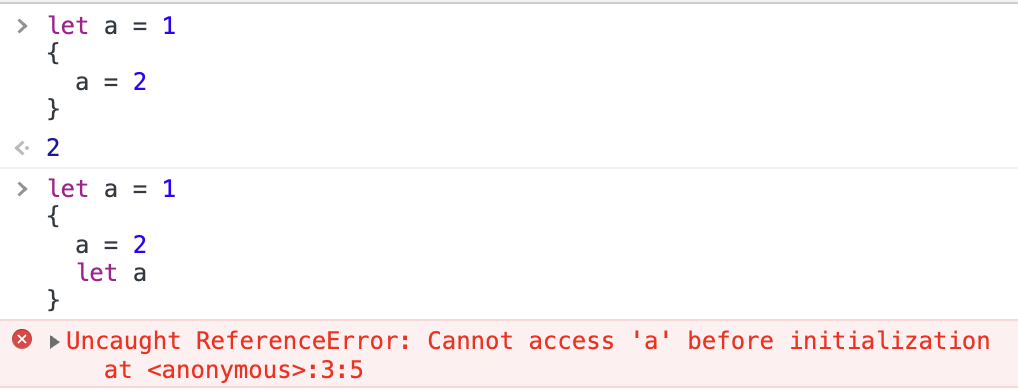 > let a = 1
{
  a = 2
}
<· 2
> let a = 1
{
  a = 2
  let a
}
▶Uncaught ReferenceError: Cannot access 'a' before initialization
at <anonymous>:3:5